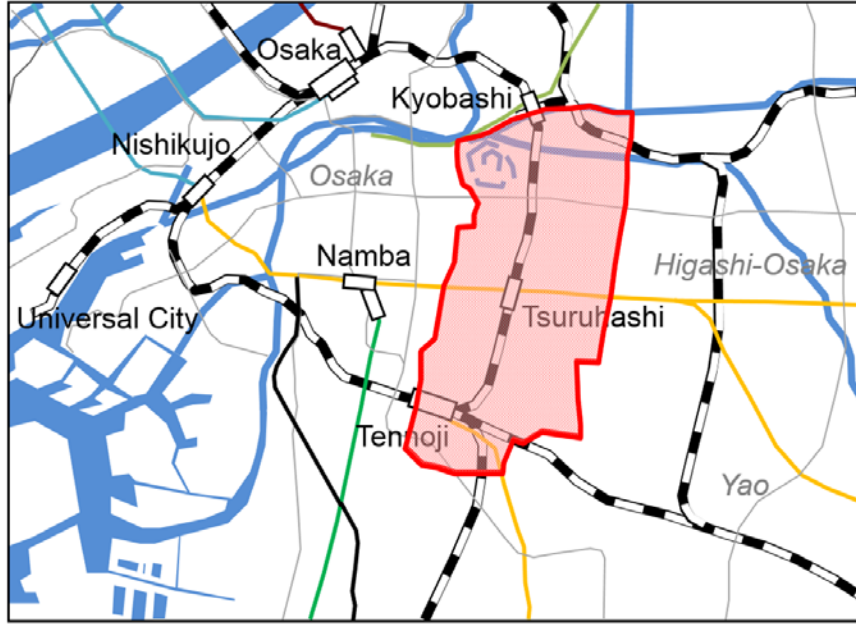 Osaka
Kyobashi
Nishikujo
Osaka
Namba
Higashi-Osaka
Universal City
Tsuruhashi
Tennoji
Yao